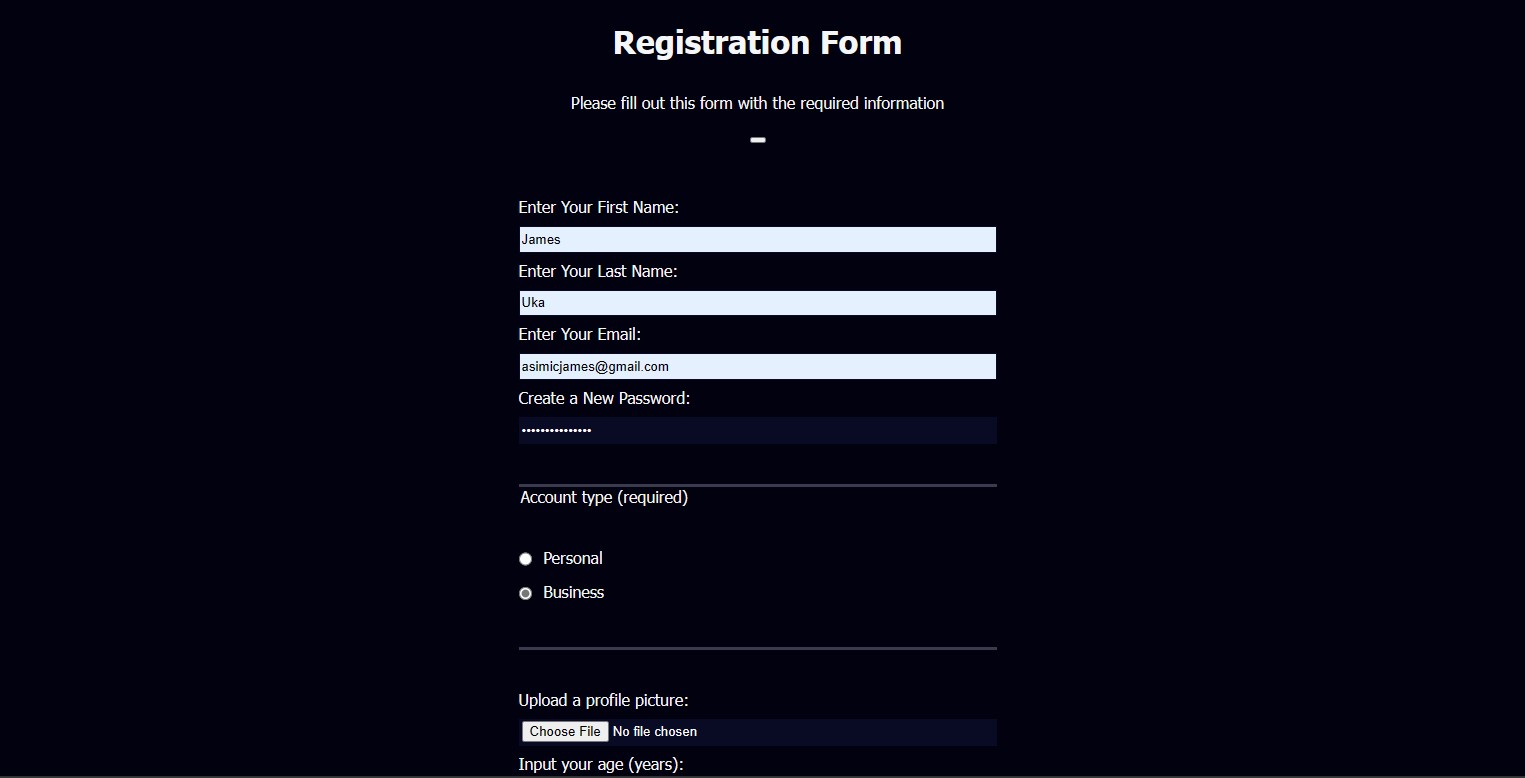 Registration Form
Please fill out this form with the required information
Enter Your First Name:
James
Enter Your Last Name:
Uka
Enter Your Email:
asimicjames@gmail.com
Create a New Password:
•••••••••••••••
Account type (required)
Personal
Business
Upload a profile picture:
Choose File No file chosen
Input your age (years):